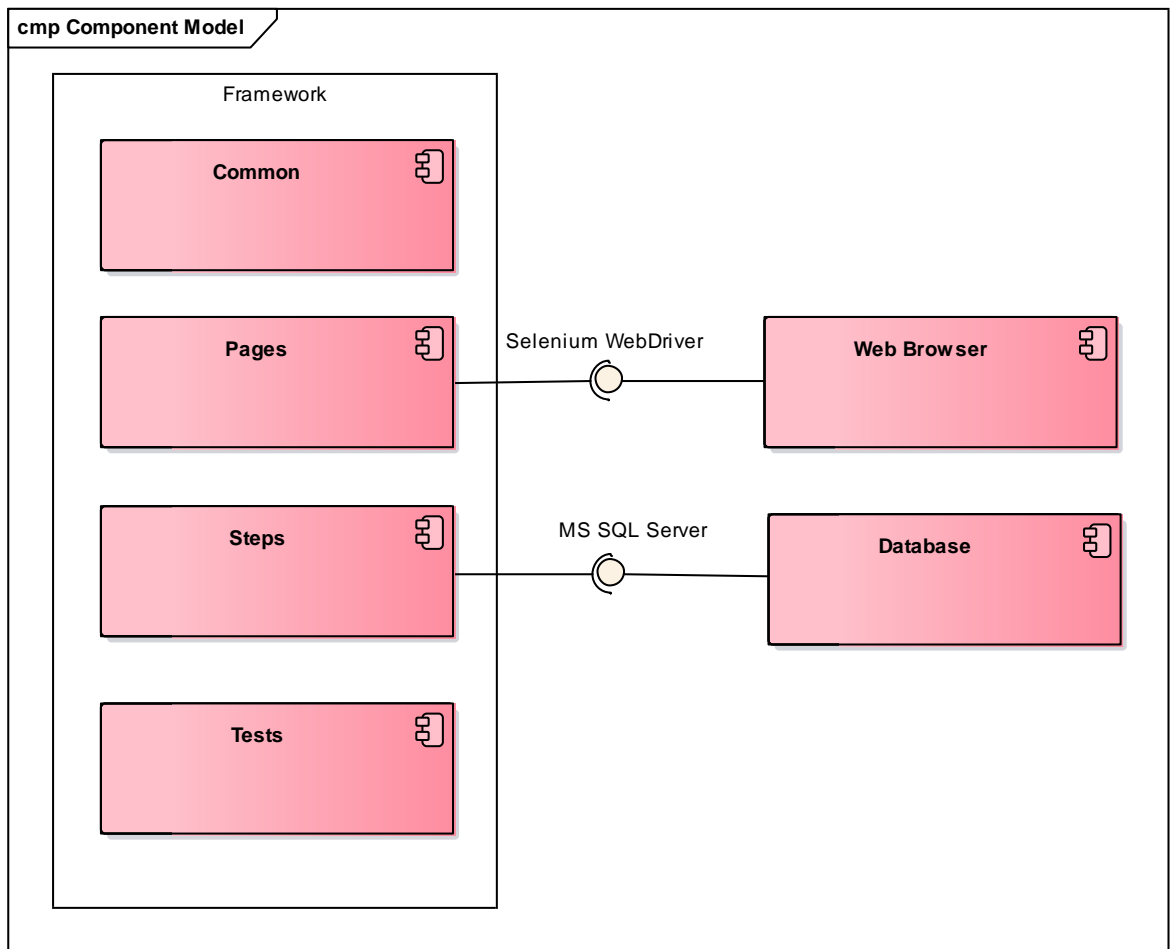 cmp Component Model
Framework
Common
Pages
Selenium WebDriver
Web Browser
Steps
MS SQL Server
Database
Tests